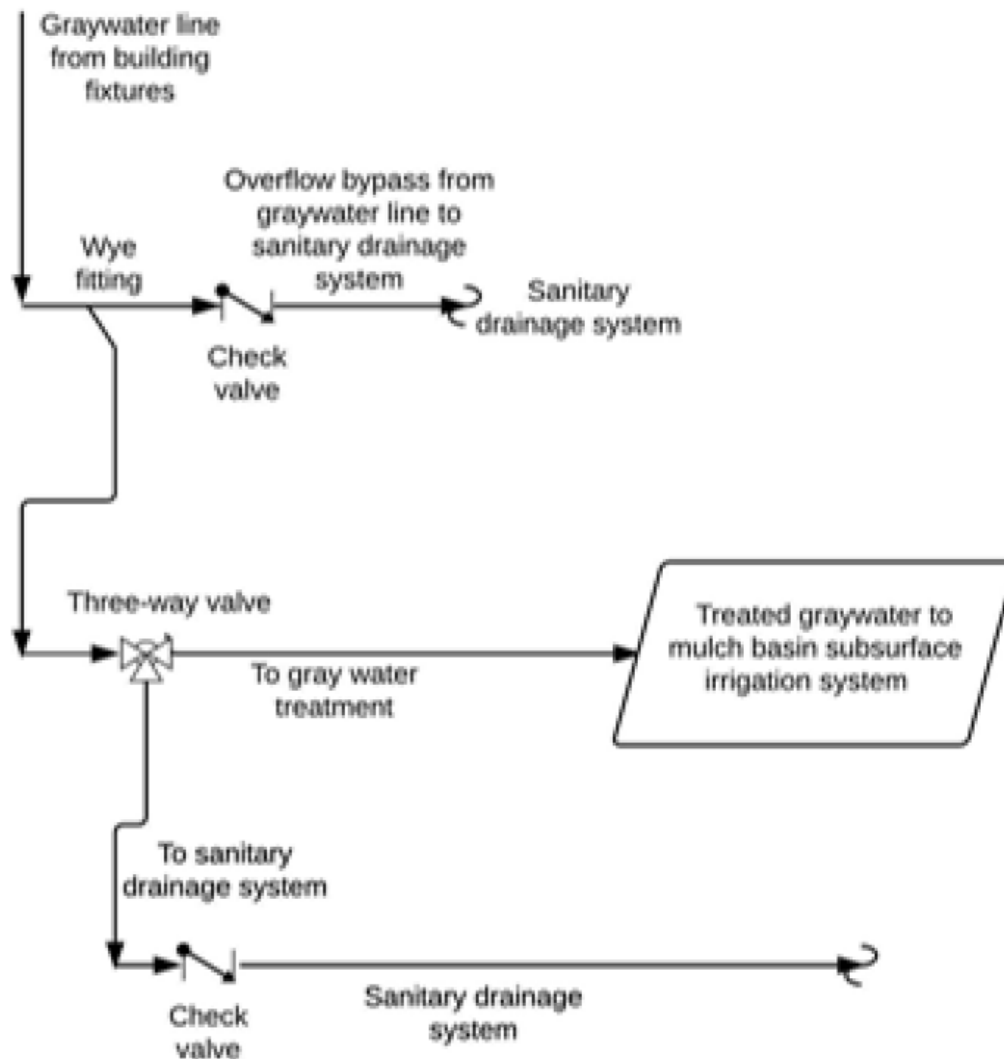 Graywater line
from building
fixtures
Overflow bypass from
graywater line to
sanitary drainage
system
Wye
fitting
Sanitary
drainage system
Check
valve
Three-way valve
Treated graywater to
mulch basin subsurface
irrigation system
To gray water
treatment
To sanitary
drainage system
Sanitary drainage
system
Check
valve